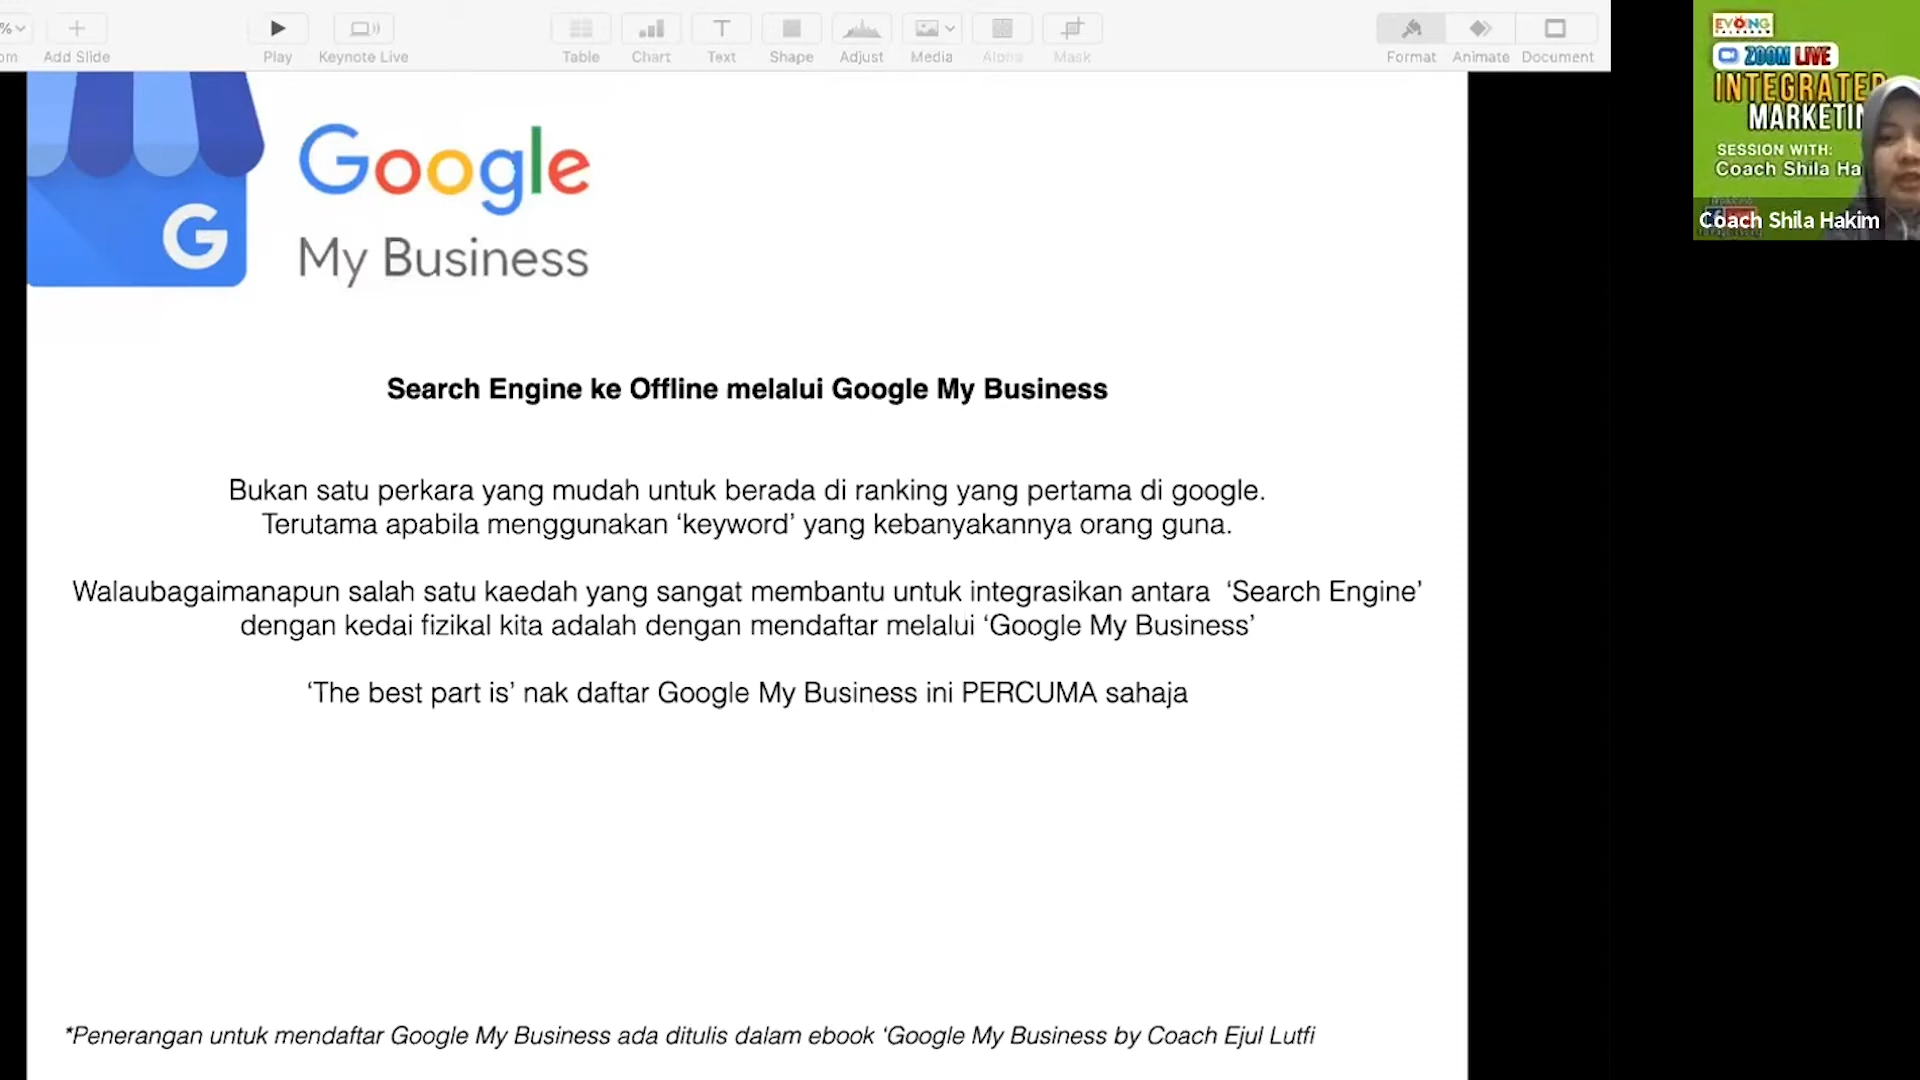 Add Slide
Play
Keynote Live
Table
Chart
Text
Shape
Adjust
Media
Mask
Format
Animate
Document
Google
My Business
G
Search Engine ke Offline melalui Google My Business
Bukan satu perkara yang mudah untuk berada di ranking yang pertama di google.
Terutama apabila menggunakan ‘keyword’ yang kebanyakannya orang guna.
Walaubagaimanapun salah satu kaedah yang sangat membantu untuk integrasikan antara ‘Search Engine’
dengan kedai fizikal kita adalah dengan mendaftar melalui ‘Google My Business’
‘The best part is’ nak daftar Google My Business ini PERCUMA sahaja
*Penerangan untuk mendaftar Google My Business ada ditulis dalam ebook ‘Google My Business by Coach Ejul Lutfi
ZOOM LIVE
INTEGRATED
MARKETIN
SESSION WITH:
Coach Shila Ha
Coach Shila Hakim